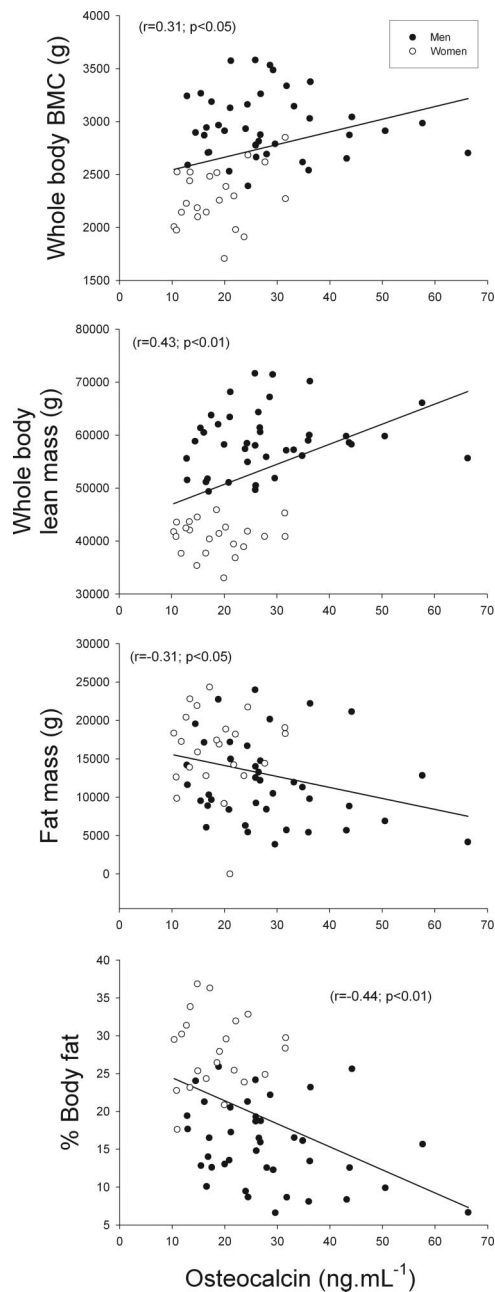 (r=0.31; p<0.05)
Men
Women
Whole body BMC (g)
4000
3500
3000
2500
2000
1500
0 10 20 30 40 50 60 70
(r=0.43; p<0.01)
Whole body
lean mass (g)
80000
70000
60000
50000
40000
30000
0 10 20 30 40 50 60 70
(r=-0.31; p<0.05)
Fat mass (g)
30000
25000
20000
15000
10000
5000
0
0 10 20 30 40 50 60 70
(r=-0.44; p<0.01)
% Body fat
40
35
30
25
20
15
10
5
0 10 20 30 40 50 60 70
Osteocalcin (ng.mL⁻¹)